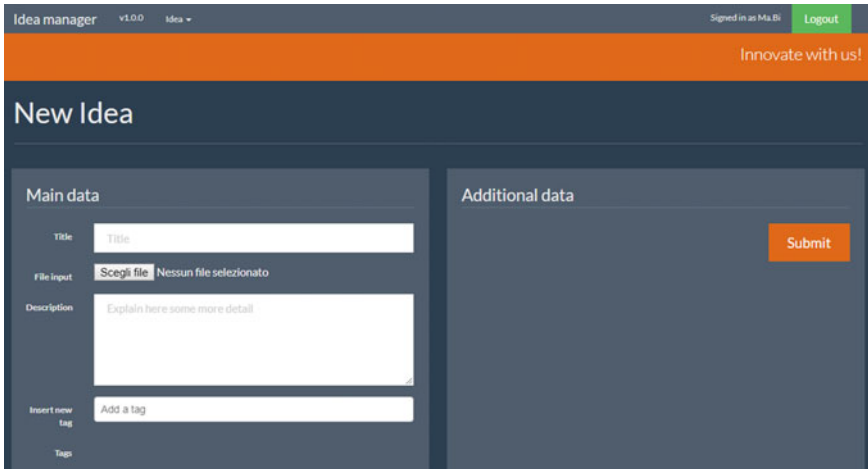 Idea manager v1.0.0 Idea Signed in as Ma.Bi Logout
Innovate with us!
New Idea
Main data
Title Title
File input Scegli file Nessun file selezionato
Description Explain here some more detail
Insert new tag Add a tag
Tags
Additional data
Submit